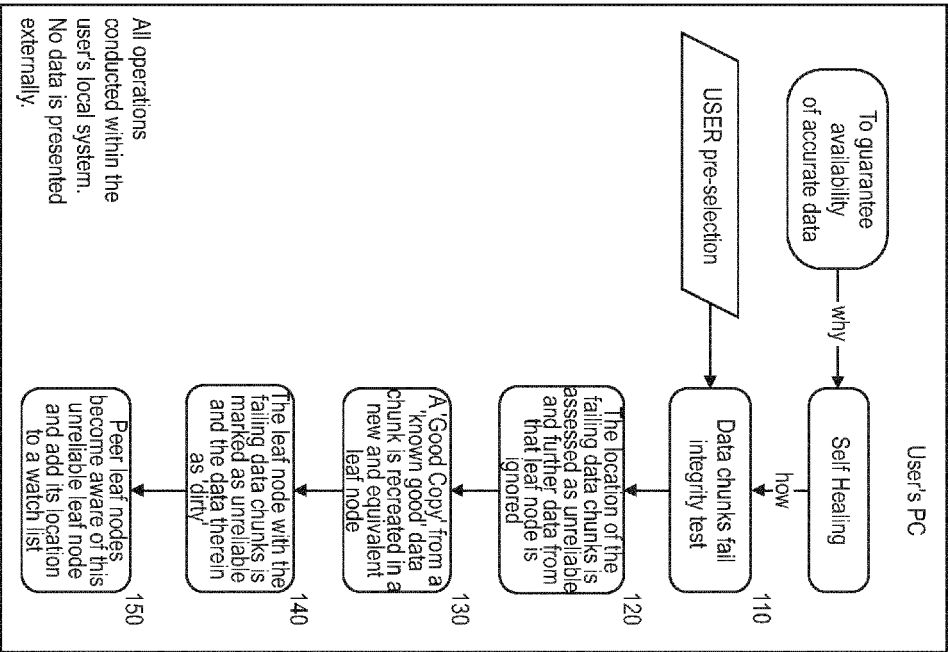 User's PC
To guarantee
availability
of accurate data
why
Self Healing
how
USER pre-selection
110
Data chunks fail
integrity test
120
The location of the
failing data chunks is
assessed as unreliable
and further data from
that leaf node is
ignored
130
A 'Good Copy' from a
'known good' data
chunk is recreated in a
new and equivalent
leaf node
140
The leaf node with the
failing data chunks is
marked as unreliable
and the data therein
as 'dirty'
150
Peer leaf nodes
become aware of this
unreliable leaf node
and add its location
to a watch list
All operations
conducted within the
user's local system.
No data is presented
externally.